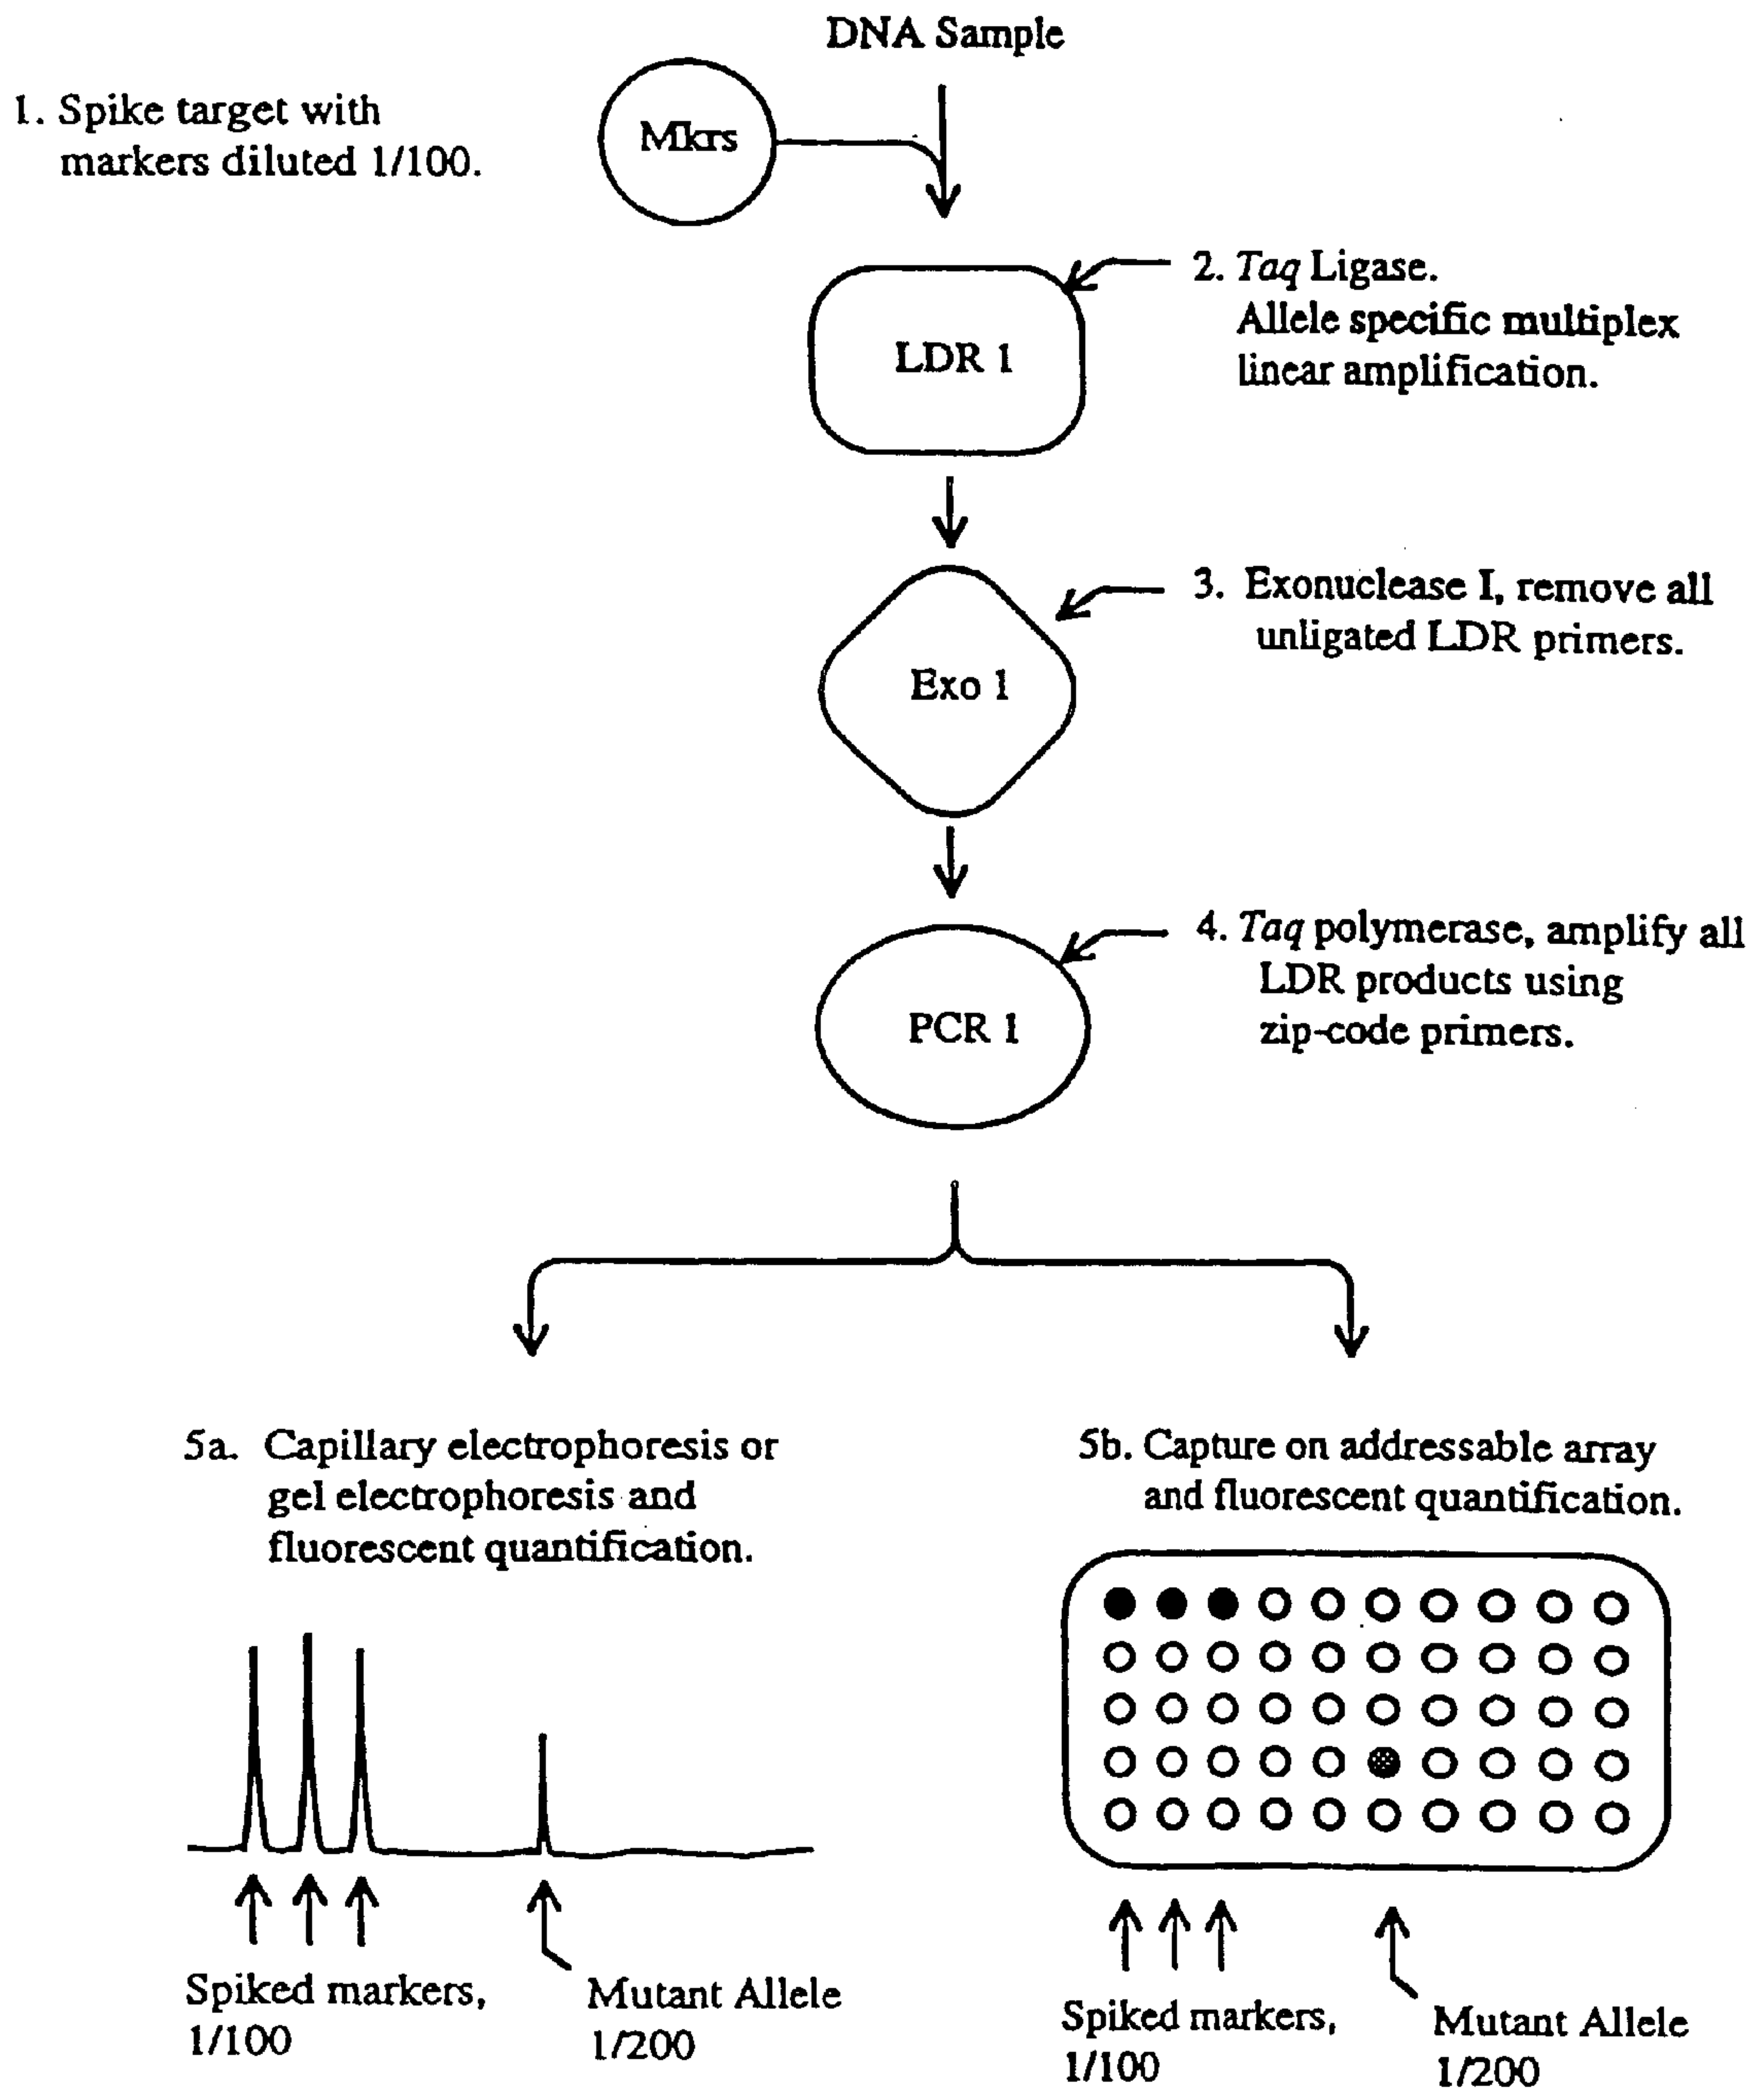 DNA Sample
1. Spike target with
markers diluted 1/100.
Mkrs
2. Taq Ligase.
Allele specific multiplex
linear amplification.
LDR 1
3. Exonuclease I, remove all
unligated LDR primers.
Exo 1
4. Taq polymerase, amplify all
LDR products using
zip-code primers.
PCR 1
5a. Capillary electrophoresis or
gel electrophoresis and
fluorescent quantification.
5b. Capture on addressable array
and fluorescent quantification.
Spiked markers,
1/100
Mutant Allele
1/200
Spiked markers,
1/100
Mutant Allele
1/200